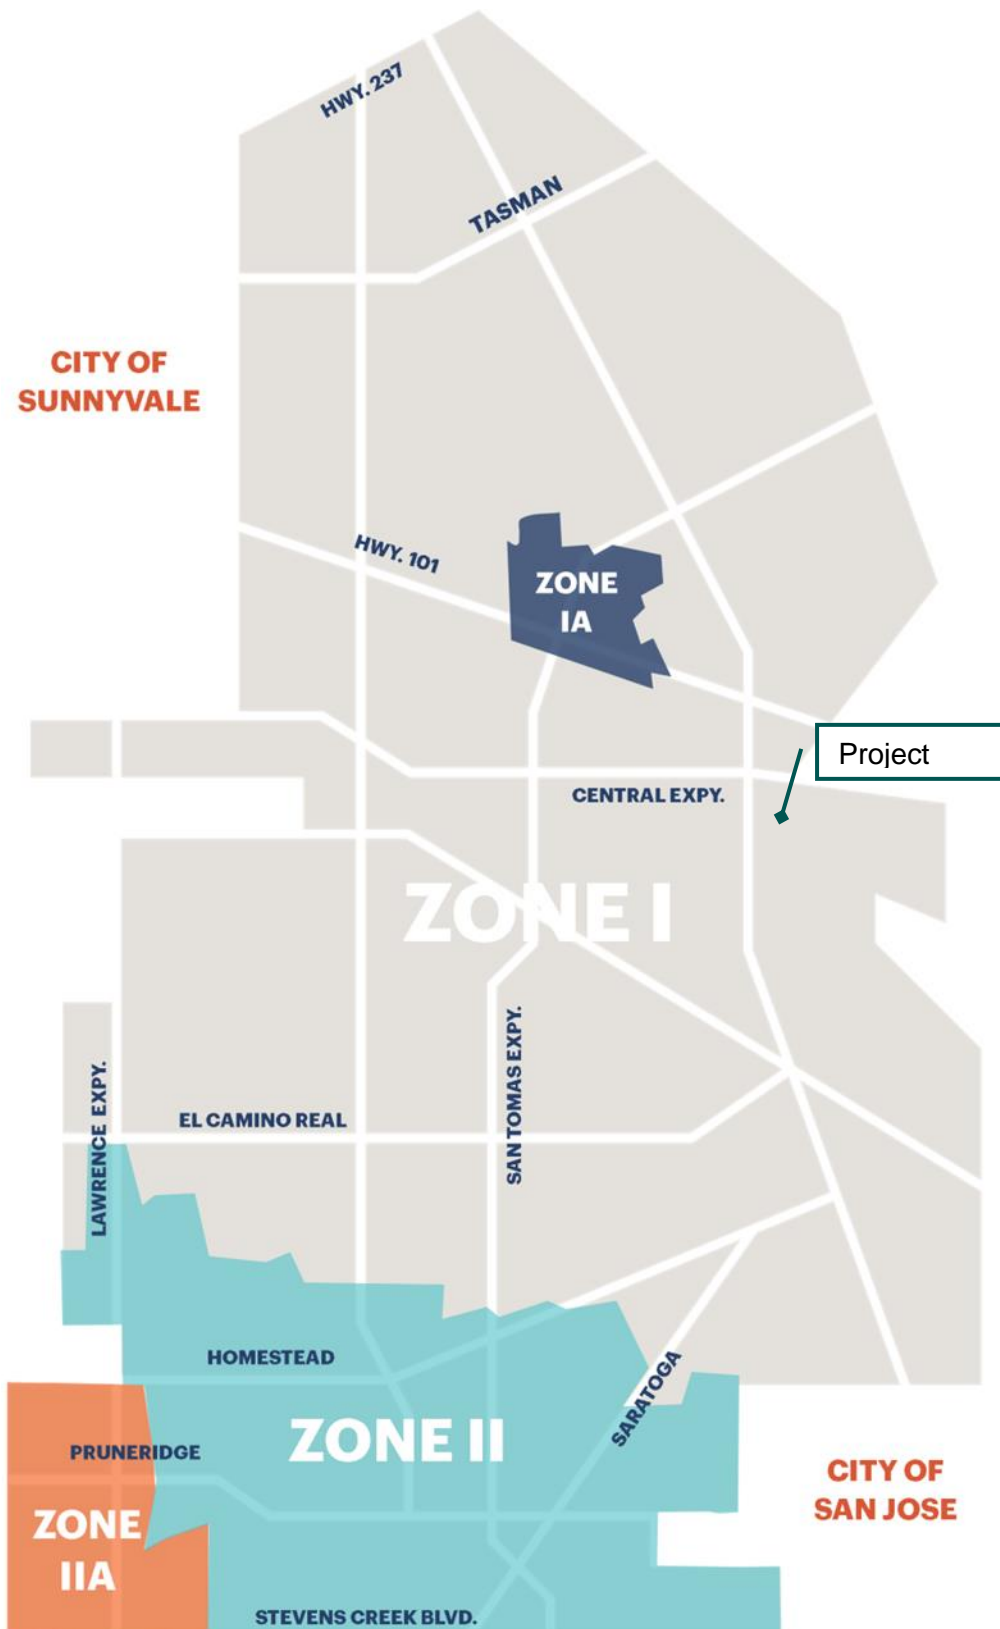 HWY. 237
TASMAN
CITY OF
SUNNYVALE
HWY. 101
ZONE
IA
Project
CENTRAL EXPY.
ZONE I
SAN TOMAS EXPY.
LAWRENCE EXPY.
EL CAMINO REAL
HOMESTEAD
SARATOGA
ZONE II
PRUNERIDGE
CITY OF
SAN JOSE
ZONE
IIA
STEVENS CREEK BLVD.